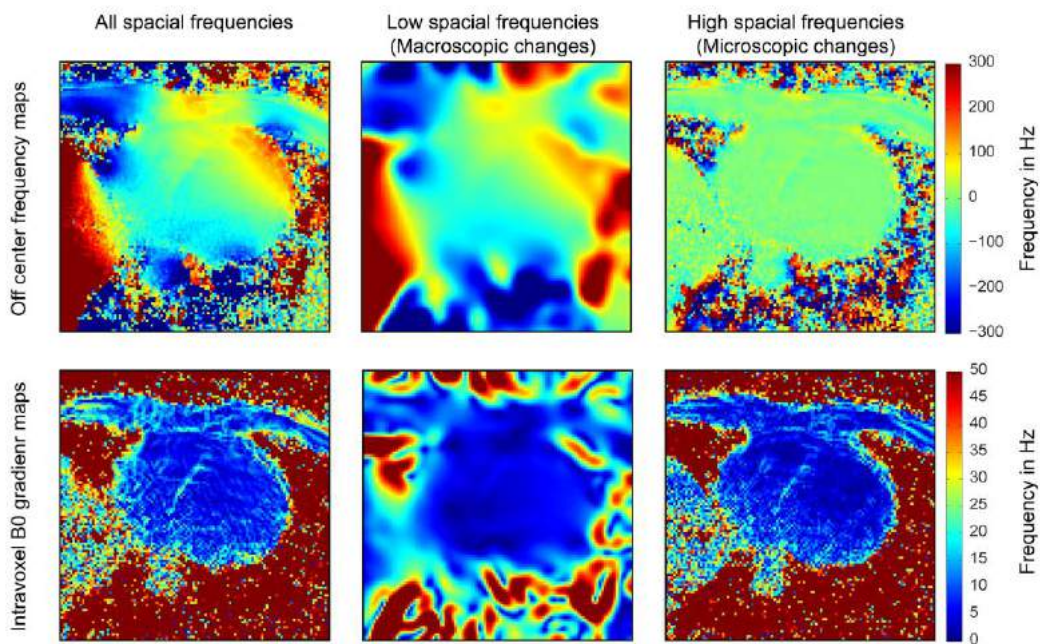 All spacial frequencies
Low spacial frequencies
(Macroscopic changes)
High spacial frequencies
(Microscopic changes)
Off center frequency maps
300
200
100
0
−100
−200
−300
Frequency in Hz
Intravoxel B0 gradienr maps
50
45
40
35
30
25
20
15
10
5
0
Frequency in Hz